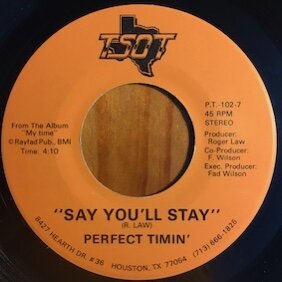 TSOT
P.T.-102-7
45 RPM
STEREO
From The Album
"My time"
© Rayfad Pub., BMI
Time: 4:10
Producer:
Roger Law
Co-Producer:
F. Wilson
Exec. Producer:
Fad Wilson
"SAY YOU'LL STAY"
(R. LAW)
PERFECT TIMIN'
8427 HEARTH DR. #36 HOUSTON, TX 77054 (713) 666-1825